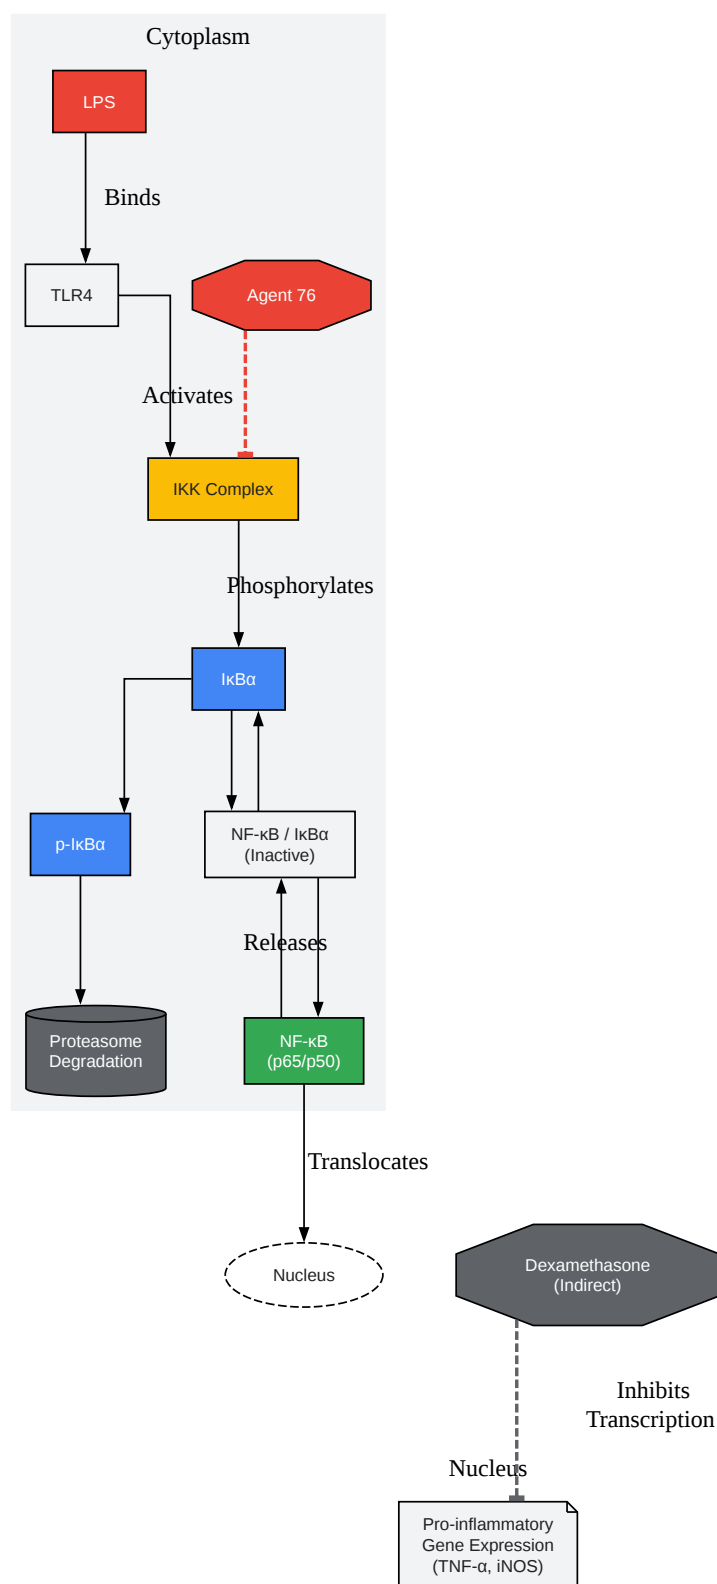 Cytoplasm
LPS
Binds
TLR4
Agent 76
Activates
IKK Complex
Phosphorylates
IκBα
p-IκBα
NF-κB / IκBα
(Inactive)
Releases
Proteasome
Degradation
NF-κB
(p65/p50)
Translocates
Nucleus
Dexamethasone
(Indirect)
Inhibits
Transcription
Nucleus
Pro-inflammatory
Gene Expression
(TNF-α, iNOS)